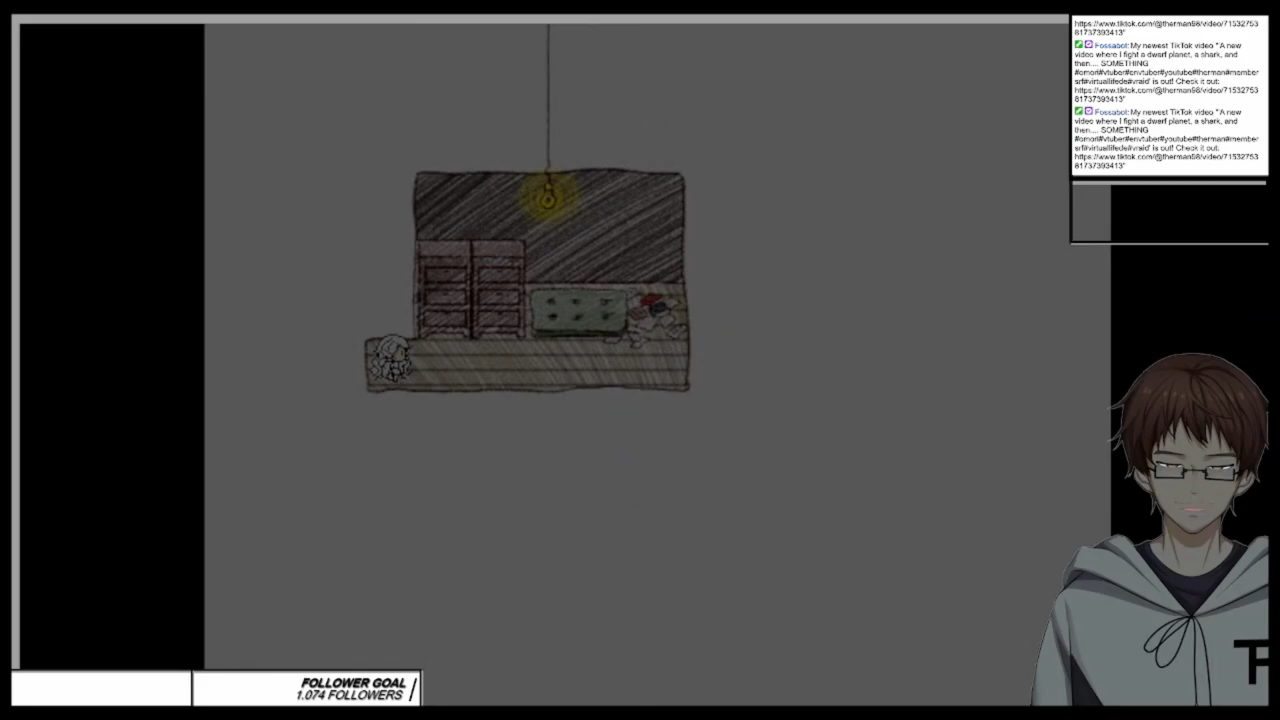 https://www.tiktok.com/@therman98/video/71532753
81737393413"
Fossabot: My newest TikTok video "A new
video where I fight a dwarf planet, a shark, and
then.... SOMETHING
#omori#vtuber#envtuber#youtube#therman#member
srf#virtuallifede#vraid" is out! Check it out:
https://www.tiktok.com/@therman98/video/71532753
81737393413"
Fossabot: My newest TikTok video "A new
video where I fight a dwarf planet, a shark, and
then.... SOMETHING
#omori#vtuber#envtuber#youtube#therman#member
srf#virtuallifede#vraid" is out! Check it out:
https://www.tiktok.com/@therman98/video/71532753
81737393413"
FOLLOWER GOAL
1.074 FOLLOWERS /